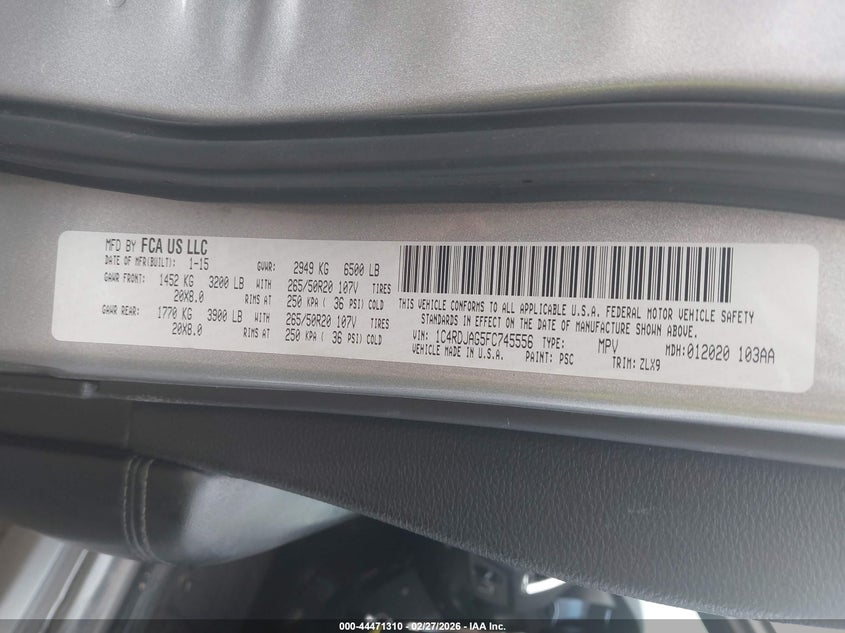 MFD BY FCA US LLC
DATE OF MFR(BUILT): 1-15 GVWR: 2949 KG 6500 LB
GAWR FRONT: 1452 KG 3200 LB WITH 265/50R20 107V TIRES
20X8.0 RIMS AT 250 KPA ( 36 PSI) COLD
GAWR REAR: 1770 KG 3900 LB WITH 265/50R20 107V TIRES
20X8.0 RIMS AT 250 KPA ( 36 PSI) COLD
THIS VEHICLE CONFORMS TO ALL APPLICABLE U.S.A. FEDERAL MOTOR VEHICLE SAFETY
STANDARDS IN EFFECT ON THE DATE OF MANUFACTURE SHOWN ABOVE.
VIN: 1C4RDJAG5FC745556 TYPE: MPV MDH:012020 103AA
VEHICLE MADE IN U.S.A. PAINT: PSC TRIM: ZLX9
000-44471310 - 02/27/2026 - IAA Inc.